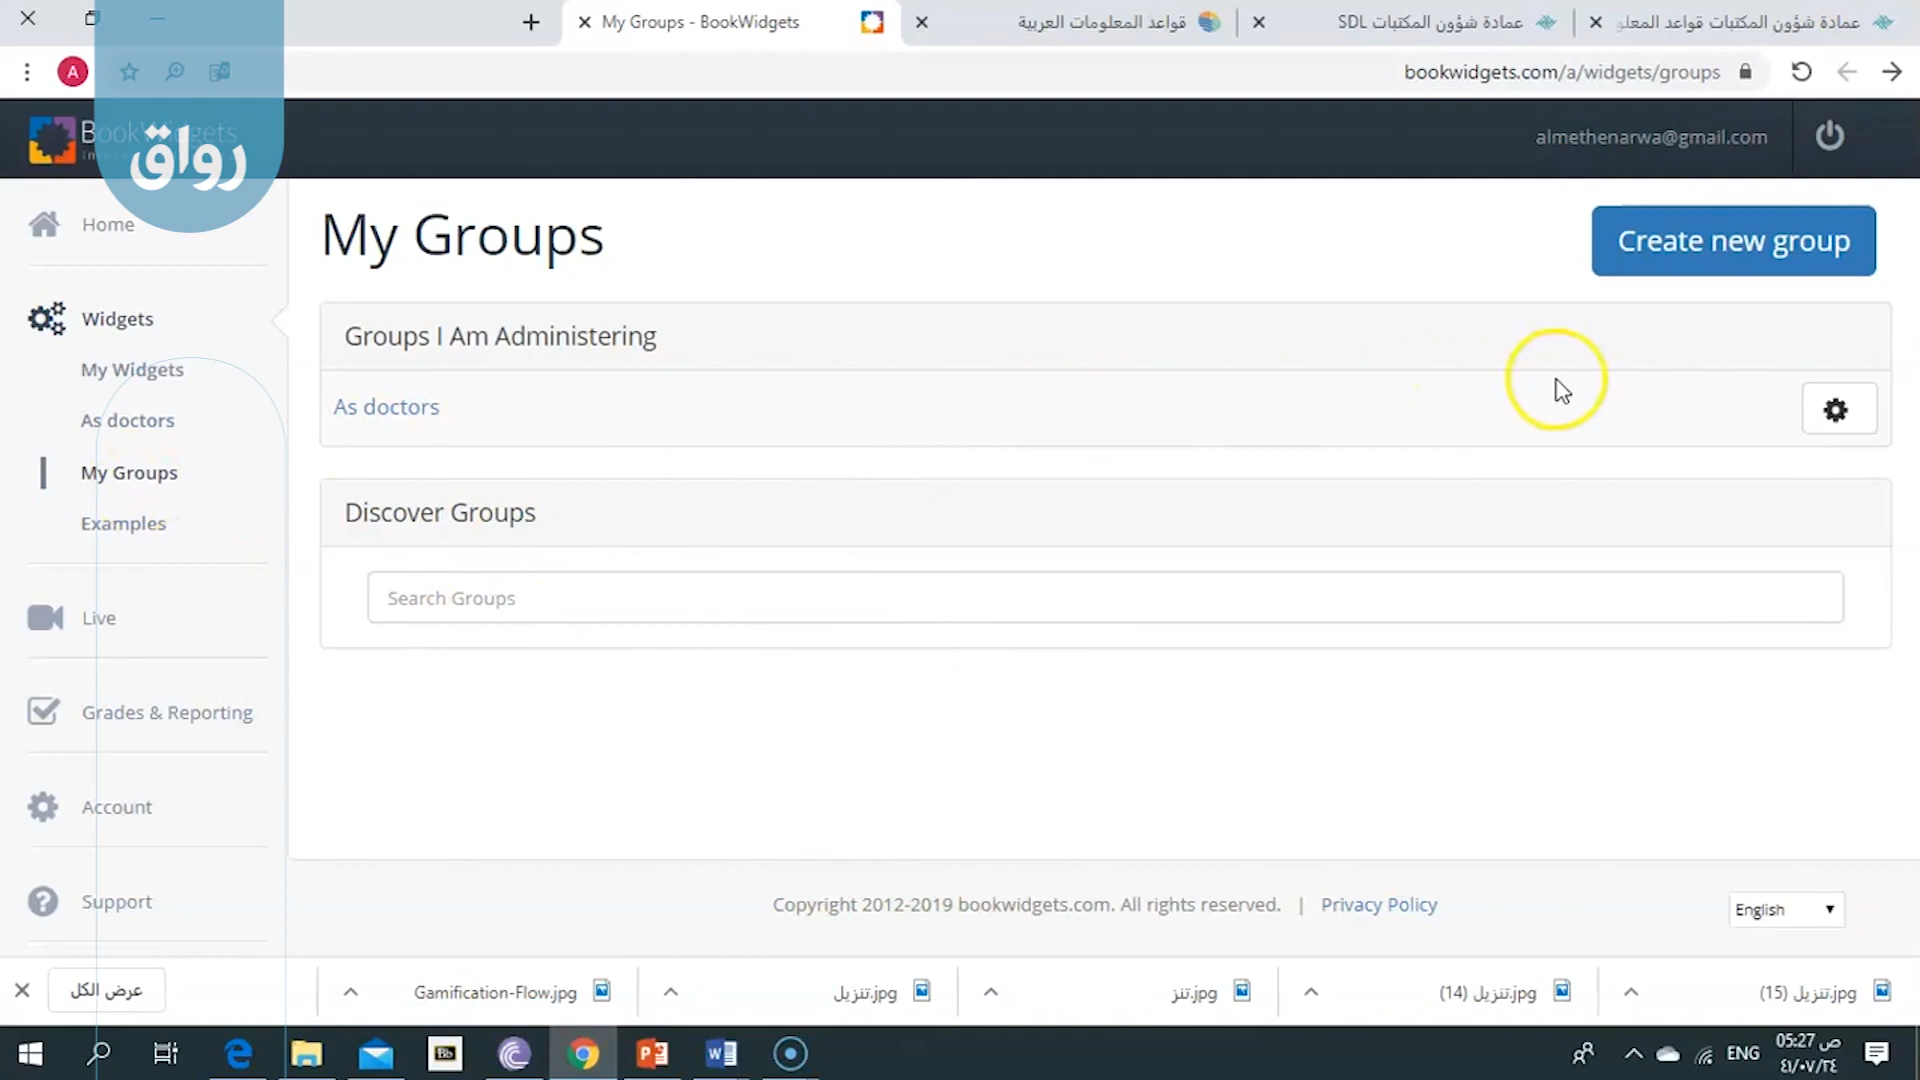 My Groups - BookWidgets
قواعد المعلومات العربية
عمادة شؤون المكتبات SDL
عمادة شؤون المكتبات قواعد المعلو
A
bookwidgets.com/a/widgets/groups
BookWidgets
رواق
almethenarwa@gmail.com
Home
Widgets
My Widgets
As doctors
My Groups
Examples
Live
Grades & Reporting
Account
Support
My Groups
Create new group
Groups I Am Administering
As doctors
Discover Groups
Search Groups
Copyright 2012-2019 bookwidgets.com. All rights reserved. | Privacy Policy
English
عرض الكل
Gamification-Flow.jpg
تنزيل.jpg
تنز.jpg
تنزيل (14).jpg
تنزيل (15).jpg
Bb
ENG
05:27 ص
٤١/٠٧/٢٤